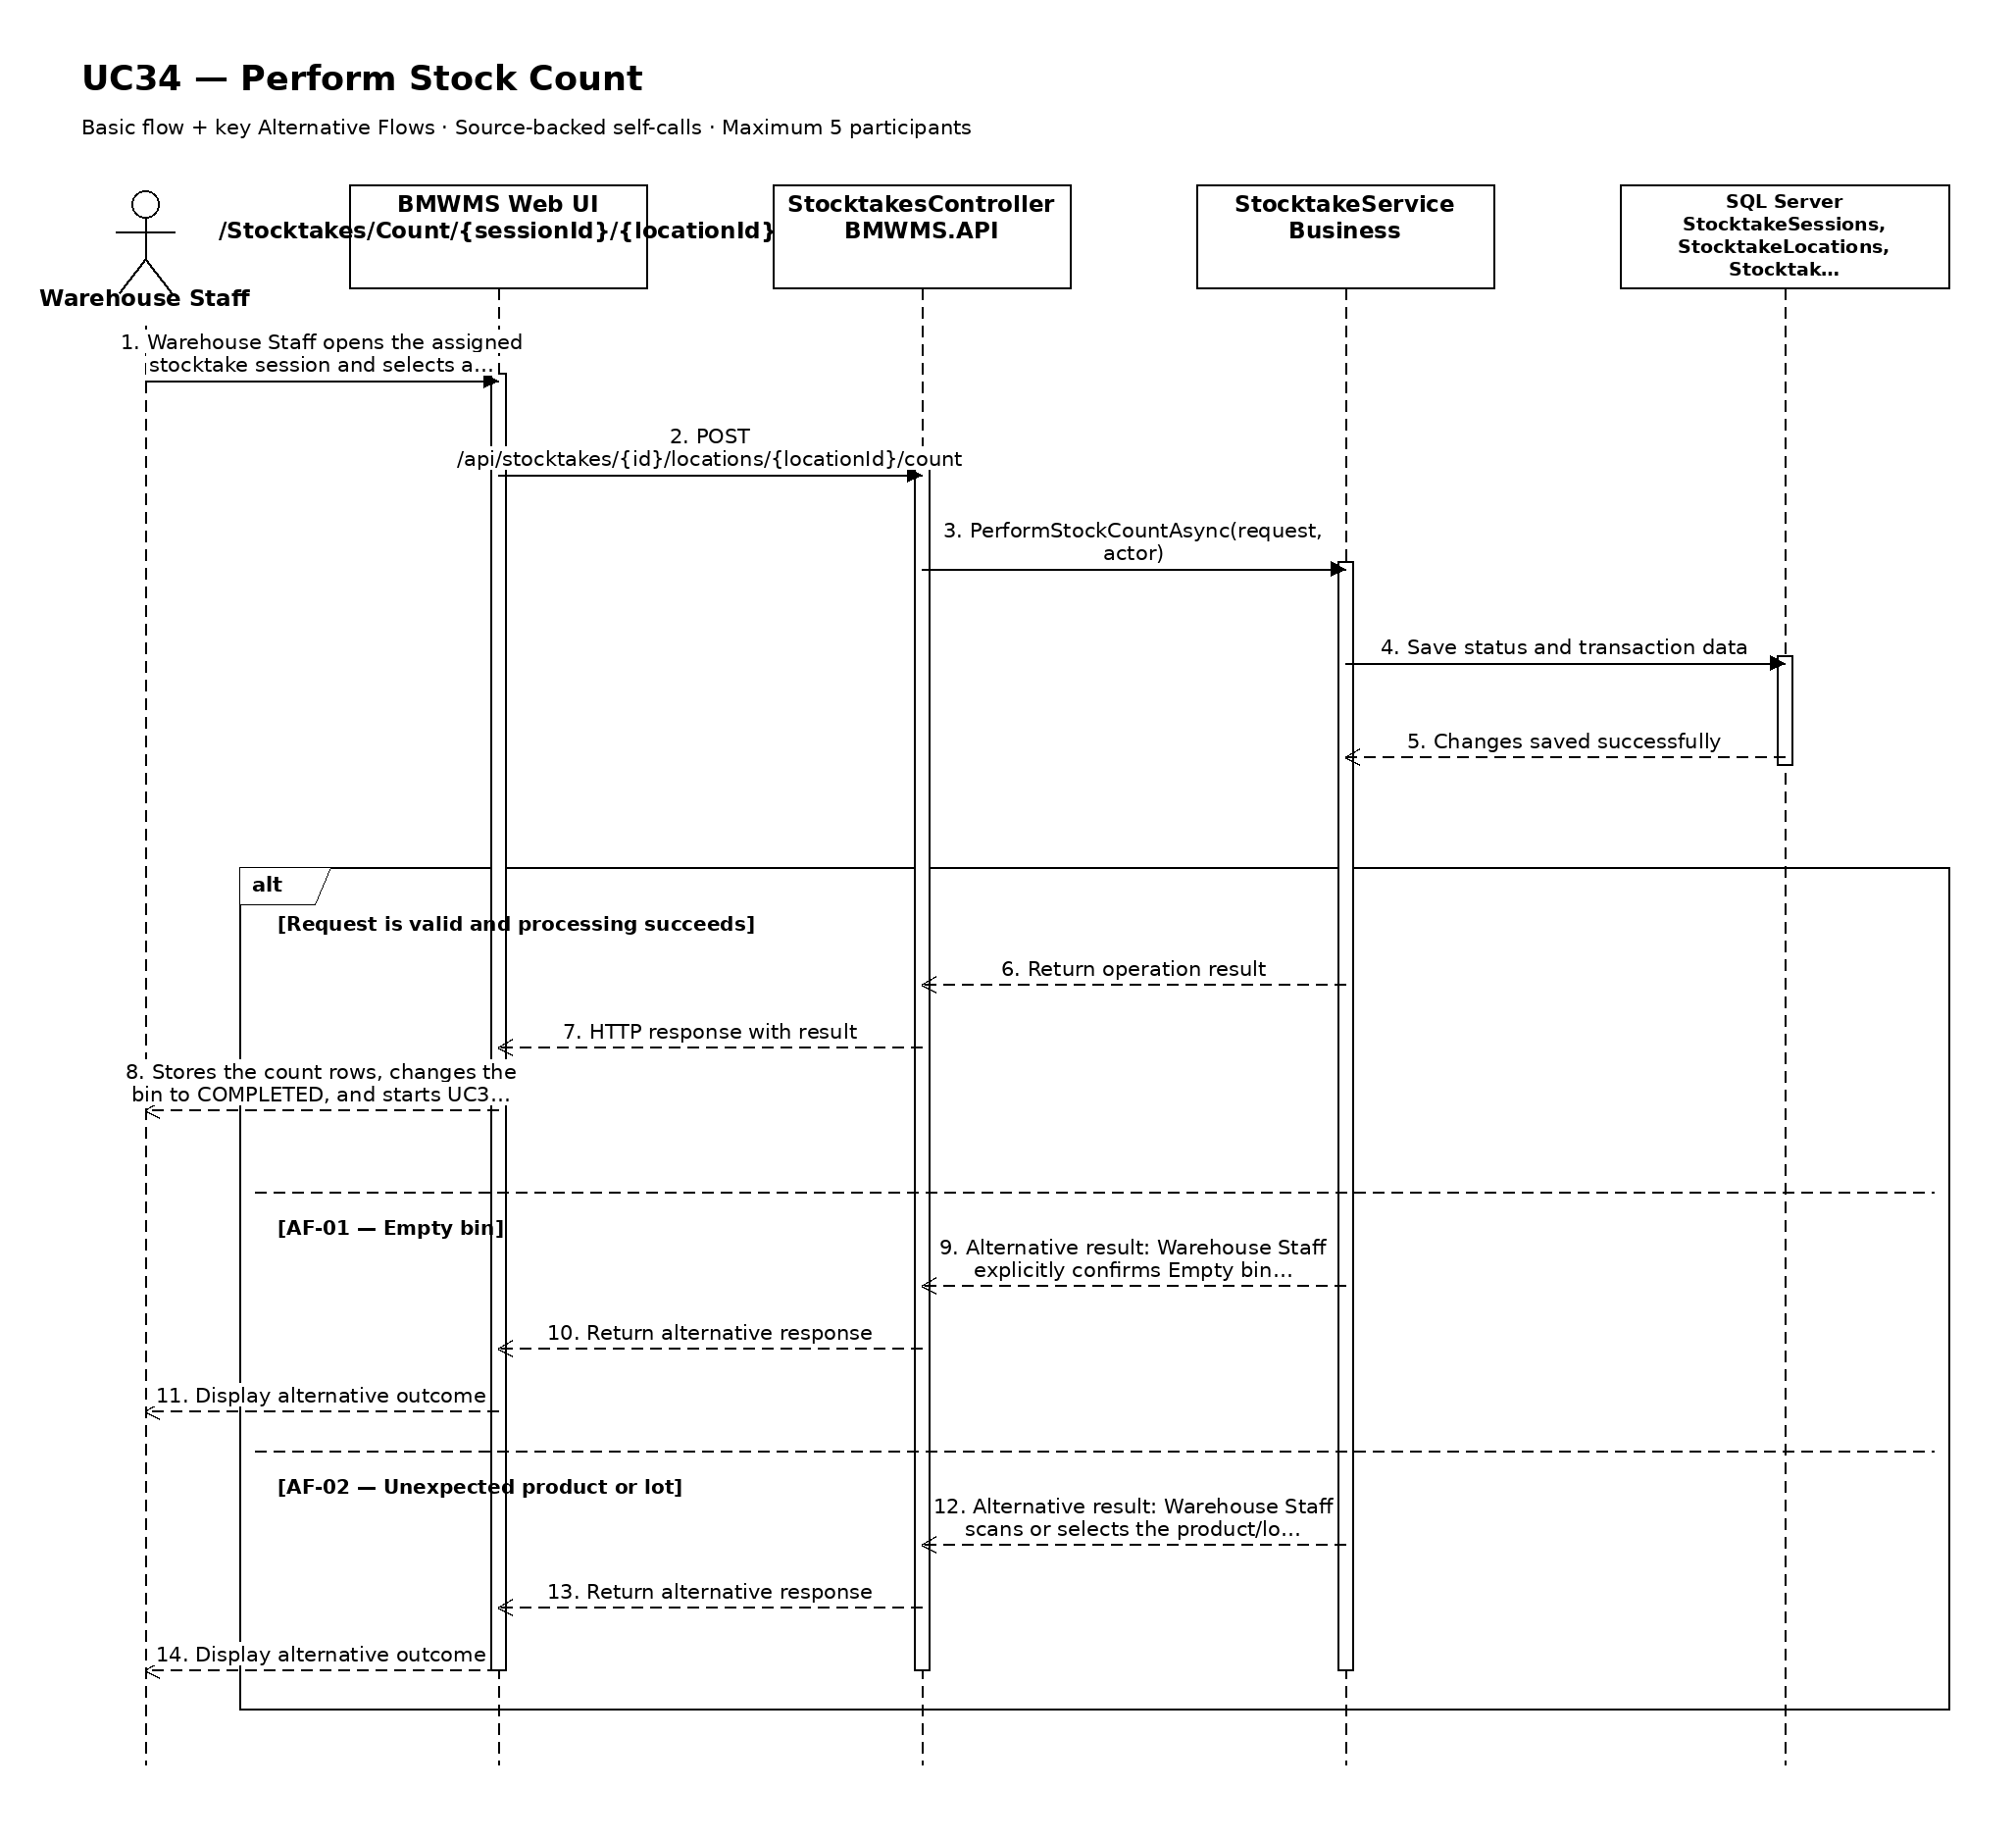 UC34 — Perform Stock Count
Basic flow + key Alternative Flows · Source-backed self-calls · Maximum 5 participants
Warehouse Staff
BMWMS Web UI
/Stocktakes/Count/{sessionId}/{locationId}
StocktakesController
BMWMS.API
StocktakeService
Business
SQL Server
StocktakeSessions,
StocktakeLocations,
Stocktak…
1. Warehouse Staff opens the assigned
stocktake session and selects a…
2. POST
/api/stocktakes/{id}/locations/{locationId}/count
3. PerformStockCountAsync(request,
actor)
4. Save status and transaction data
5. Changes saved successfully
alt
[Request is valid and processing succeeds]
6. Return operation result
7. HTTP response with result
8. Stores the count rows, changes the
bin to COMPLETED, and starts UC3…
[AF-01 — Empty bin]
9. Alternative result: Warehouse Staff
explicitly confirms Empty bin…
10. Return alternative response
11. Display alternative outcome
[AF-02 — Unexpected product or lot]
12. Alternative result: Warehouse Staff
scans or selects the product/lo…
13. Return alternative response
14. Display alternative outcome